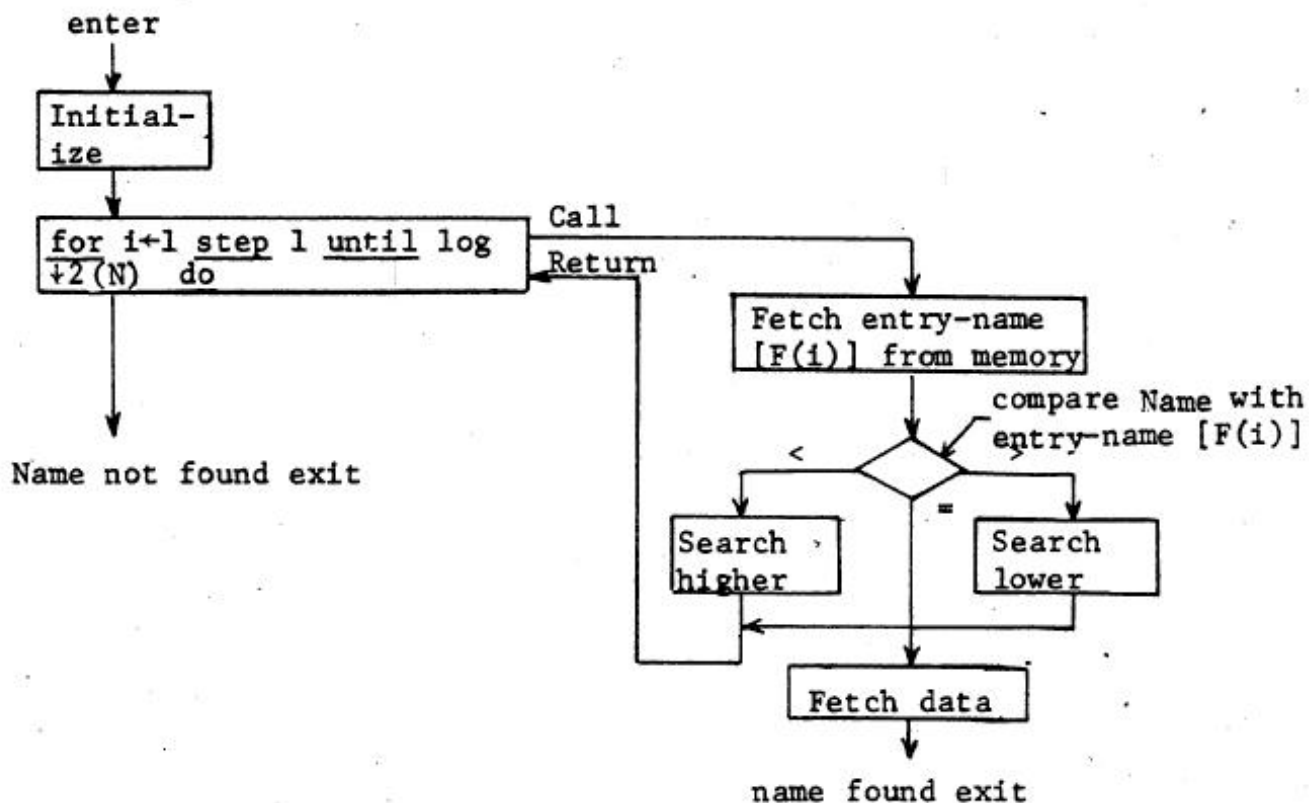 enter
Initial-
ize
for i←1 step 1 until log
↓2(N) do
Call
Return
Name not found exit
Fetch entry-name
[F(i)] from memory
compare Name with
entry-name [F(i)]
<
>
=
Search
higher
Search
lower
Fetch data
name found exit